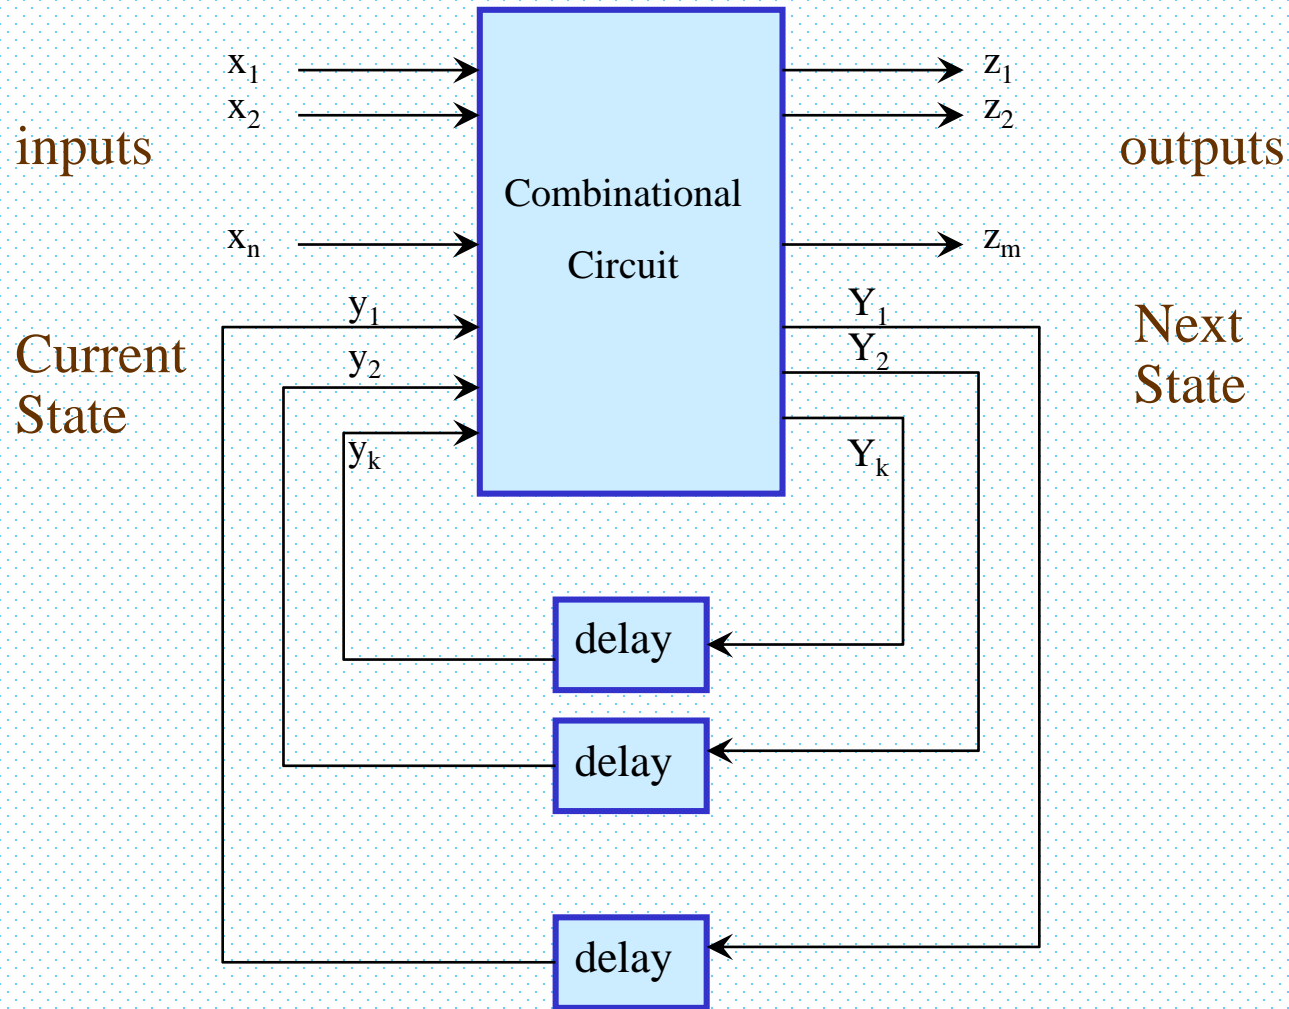 x₁
x₂
inputs
xₙ
Current
State
y₁
y₂
yₖ
Combinational
Circuit
z₁
z₂
outputs
zₘ
Y₁
Y₂
Yₖ
Next
State
delay
delay
delay